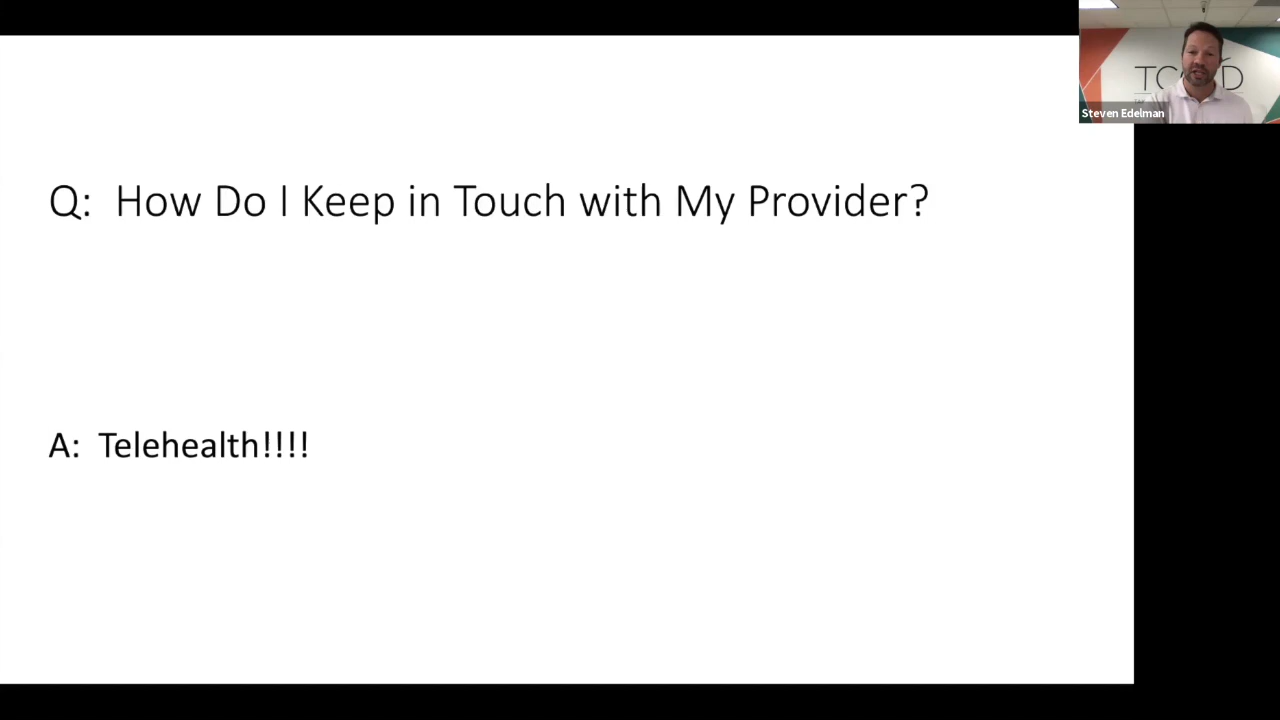 Q: How Do I Keep in Touch with My Provider?
A: Telehealth!!!!
Steven Edelman